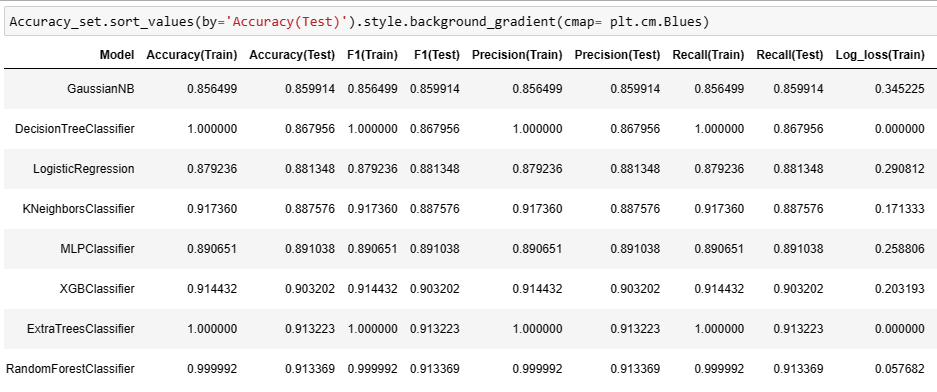 Accuracy_set.sort_values(by='Accuracy(Test)').style.background_gradient(cmap= plt.cm.Blues)
Model Accuracy(Train) Accuracy(Test) F1(Train) F1(Test) Precision(Train) Precision(Test) Recall(Train) Recall(Test) Log_loss(Train)
GaussianNB 0.856499 0.859914 0.856499 0.859914 0.856499 0.859914 0.856499 0.859914 0.345225
DecisionTreeClassifier 1.000000 0.867956 1.000000 0.867956 1.000000 0.867956 1.000000 0.867956 0.000000
LogisticRegression 0.879236 0.881348 0.879236 0.881348 0.879236 0.881348 0.879236 0.881348 0.290812
KNeighborsClassifier 0.917360 0.887576 0.917360 0.887576 0.917360 0.887576 0.917360 0.887576 0.171333
MLPClassifier 0.890651 0.891038 0.890651 0.891038 0.890651 0.891038 0.890651 0.891038 0.258806
XGBClassifier 0.914432 0.903202 0.914432 0.903202 0.914432 0.903202 0.914432 0.903202 0.203193
ExtraTreesClassifier 1.000000 0.913223 1.000000 0.913223 1.000000 0.913223 1.000000 0.913223 0.000000
RandomForestClassifier 0.999992 0.913369 0.999992 0.913369 0.999992 0.913369 0.999992 0.913369 0.057682